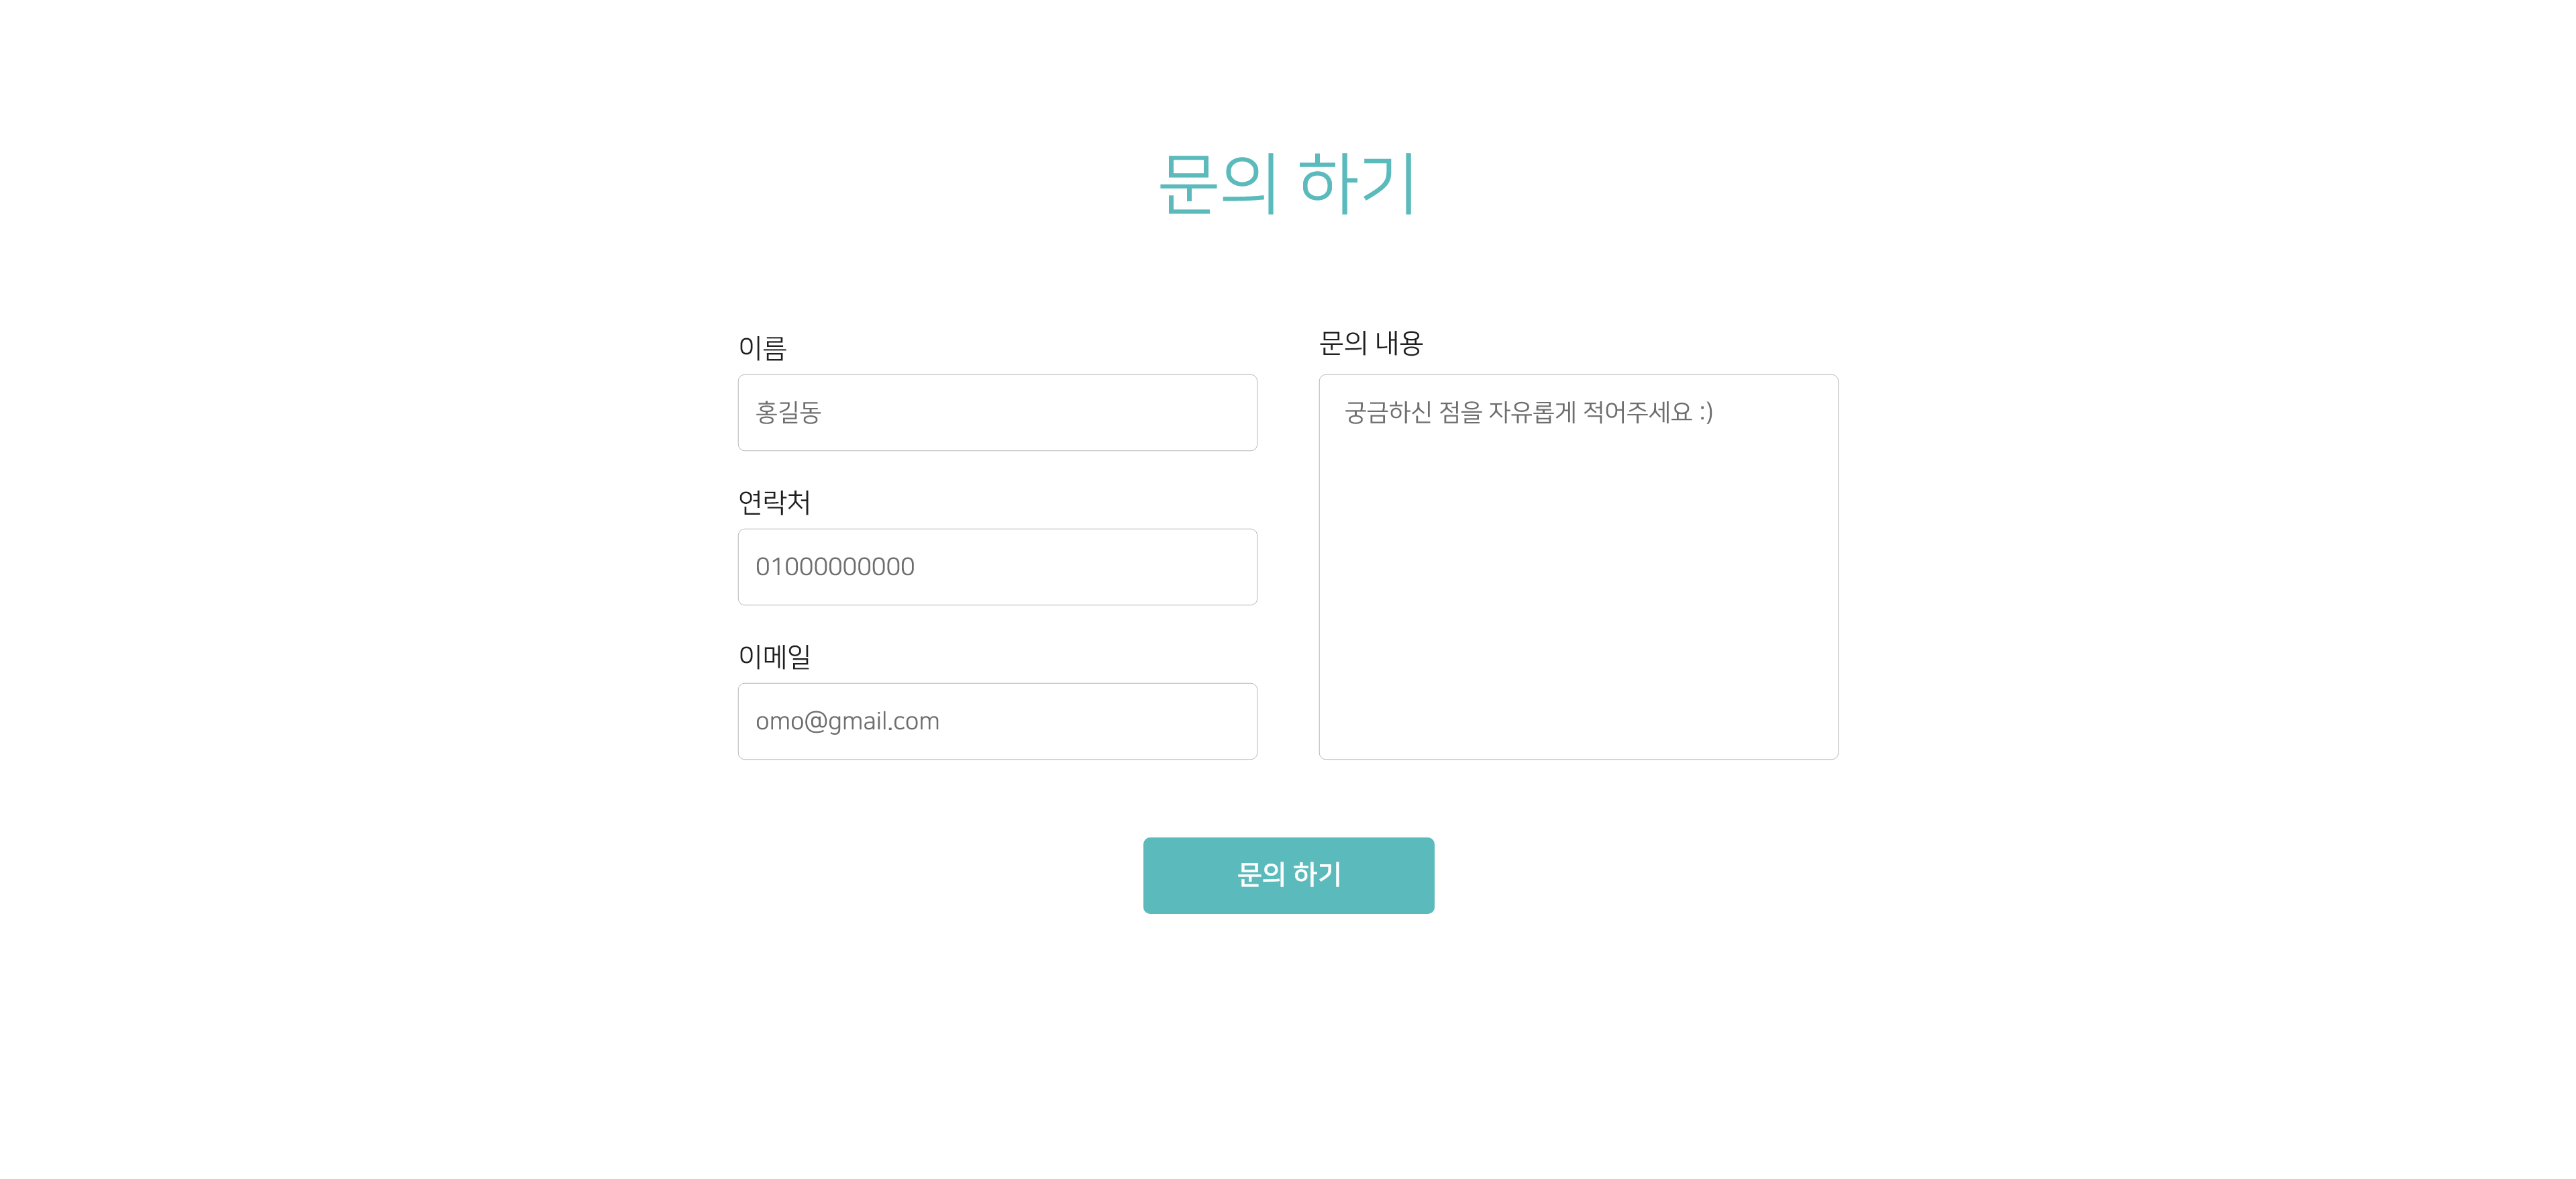 문의 하기
이름
홍길동
연락처
01000000000
이메일
omo@gmail.com
문의 내용
궁금하신 점을 자유롭게 적어주세요 :)
문의 하기